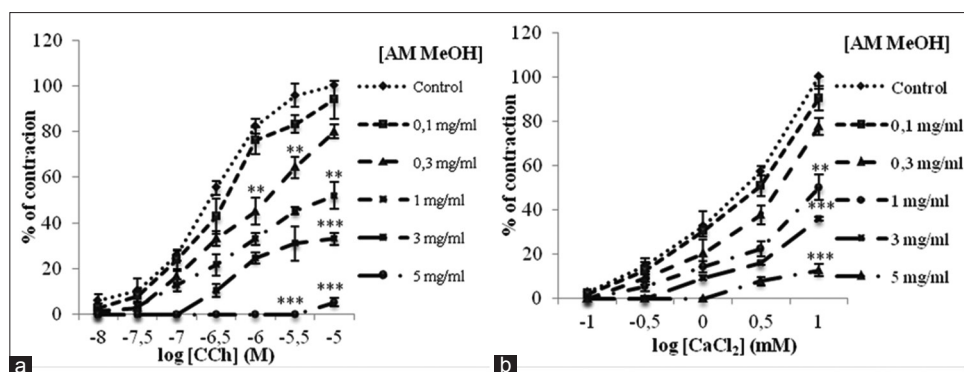 120
100
80
60
40
20
0
% of contraction
-8 -7,5 -7 -6,5 -6 -5,5 -5
log [CCh] (M)
** ** ** *** *** ***
[AM MeOH]
Control
0,1 mg/ml
0,3 mg/ml
1 mg/ml
3 mg/ml
5 mg/ml
a
120
100
80
60
40
20
0
% of contraction
-1 -0,5 0 0,5 1
log [CaCl₂] (mM)
** *** ***
[AM MeOH]
Control
0,1 mg/ml
0,3 mg/ml
1 mg/ml
3 mg/ml
5 mg/ml
b